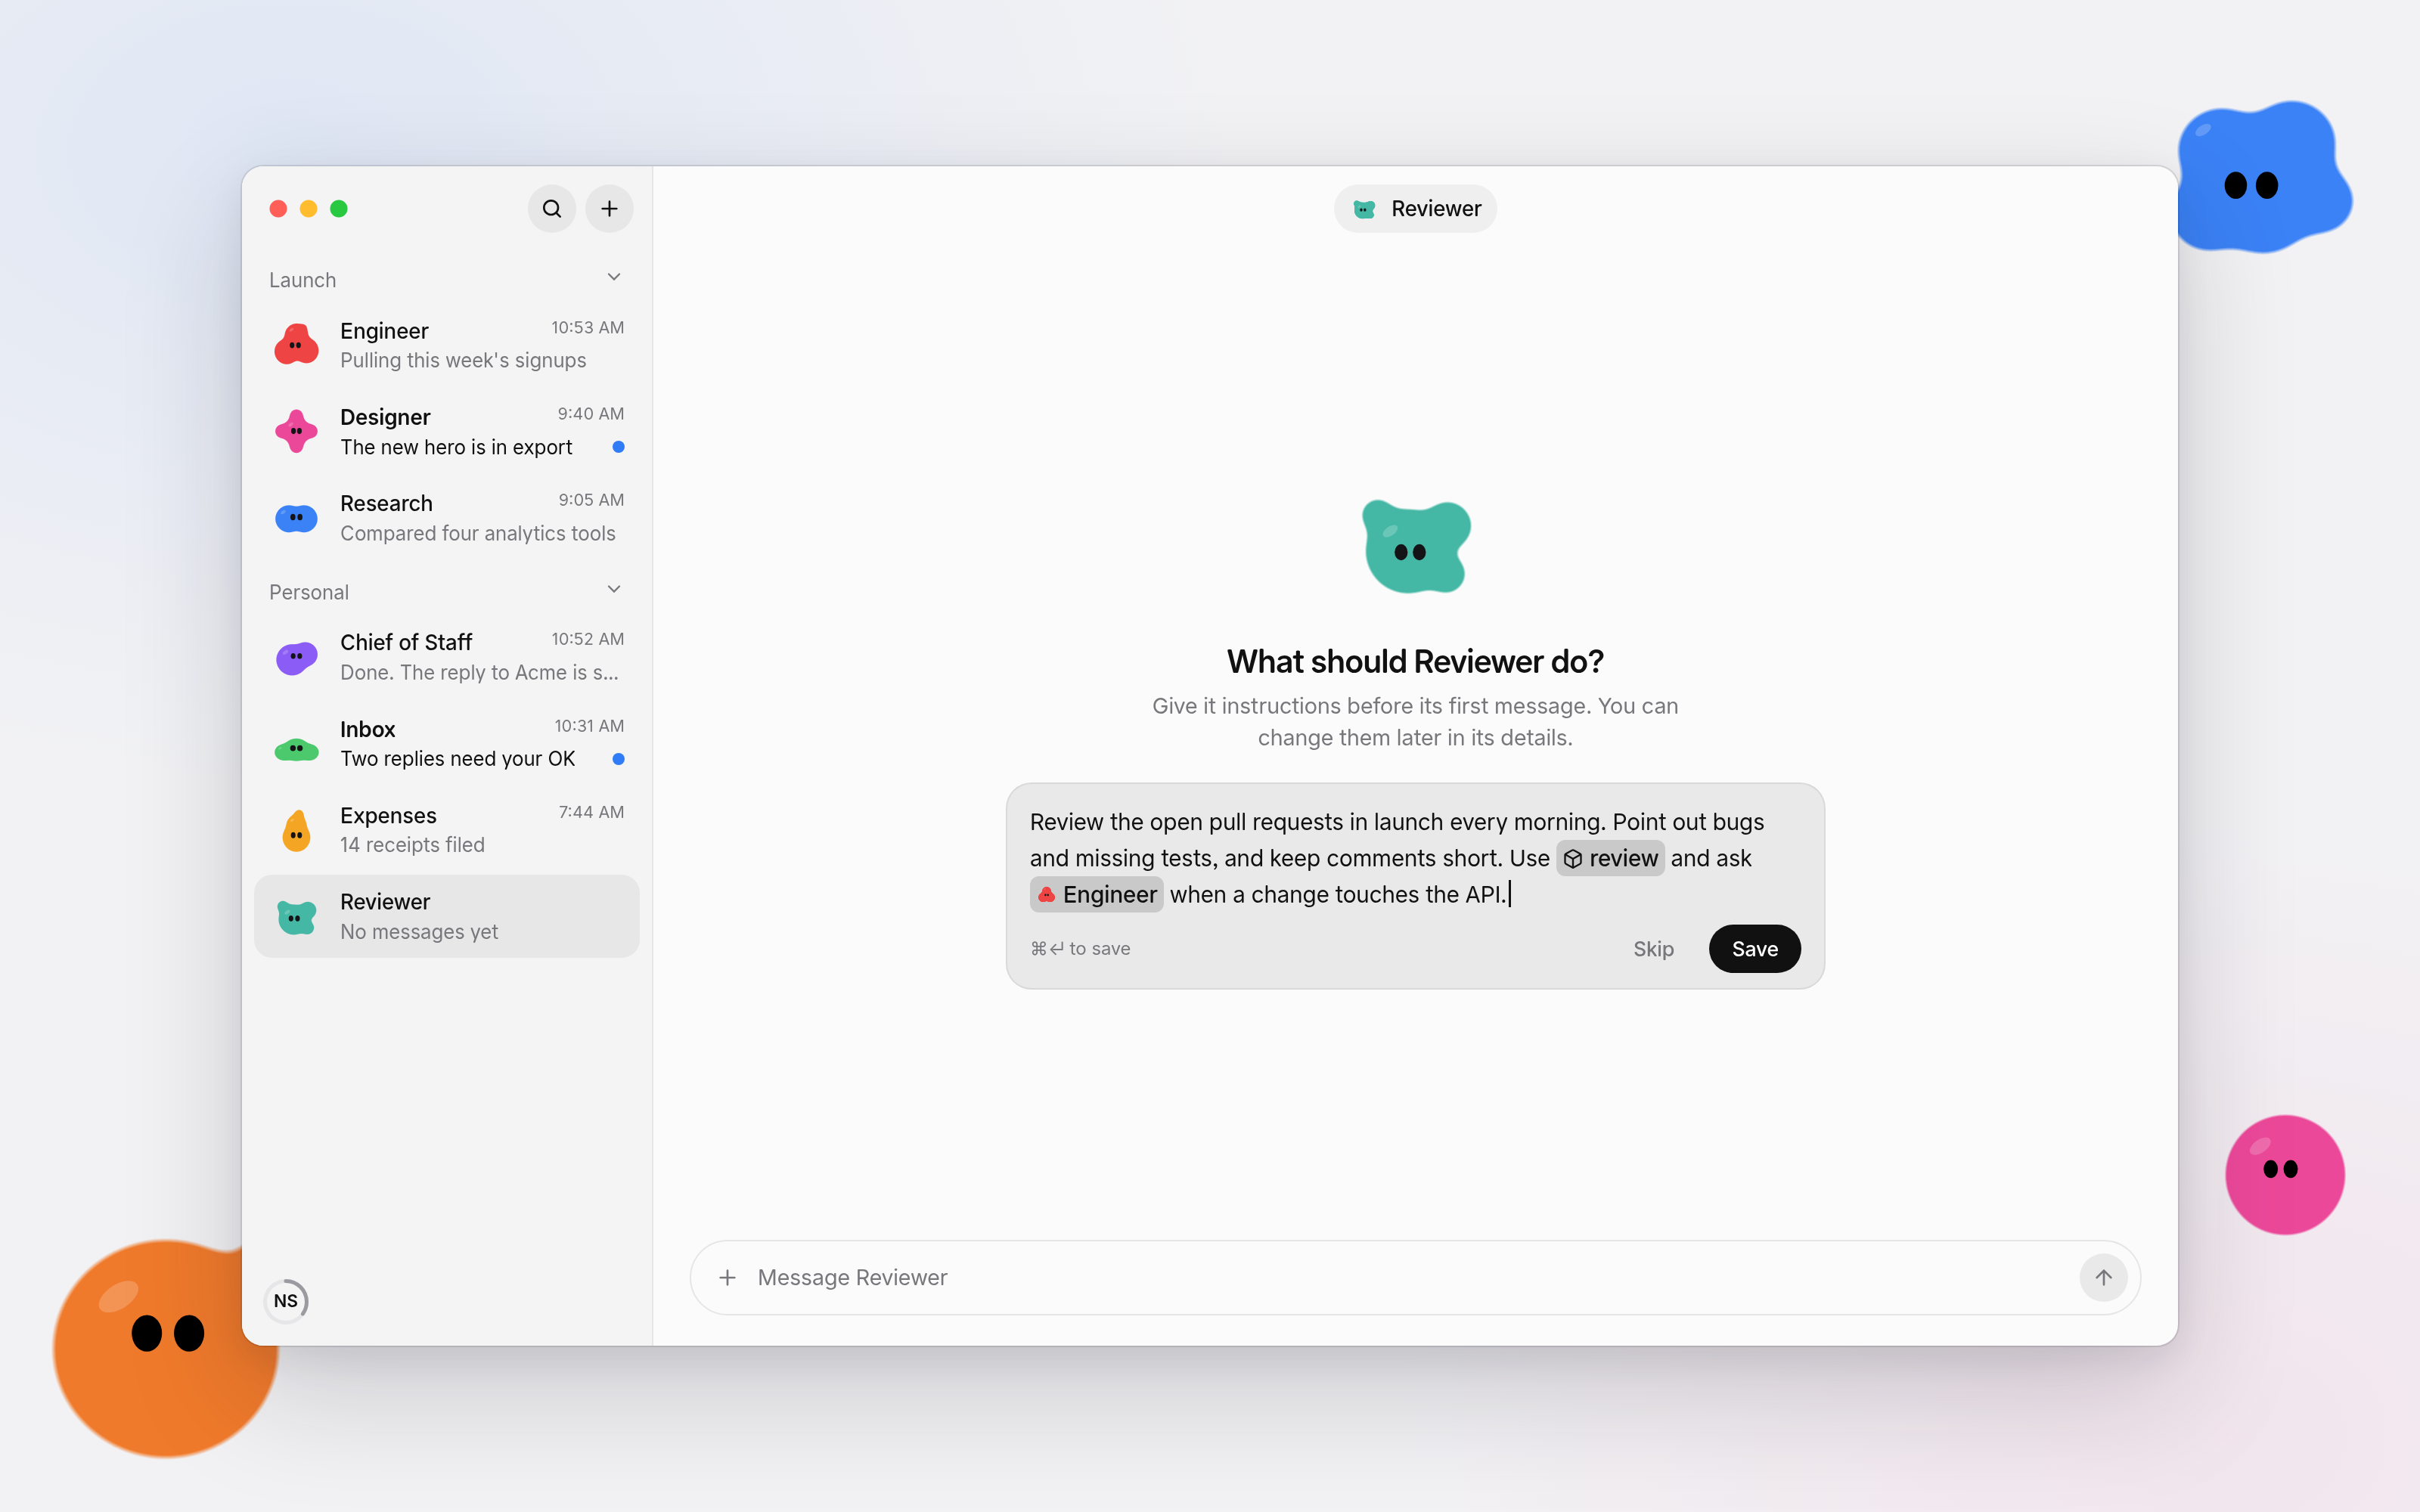 Launch
Engineer
10:53 AM
Pulling this week's signups
Designer
9:40 AM
The new hero is in export
Research
9:05 AM
Compared four analytics tools
Personal
Chief of Staff
10:52 AM
Done. The reply to Acme is s...
Inbox
10:31 AM
Two replies need your OK
Expenses
7:44 AM
14 receipts filed
Reviewer
No messages yet
NS
Reviewer
What should Reviewer do?
Give it instructions before its first message. You can
change them later in its details.
Review the open pull requests in launch every morning. Point out bugs
and missing tests, and keep comments short. Use review and ask
Engineer when a change touches the API.
⌘↵ to save
Skip
Save
Message Reviewer